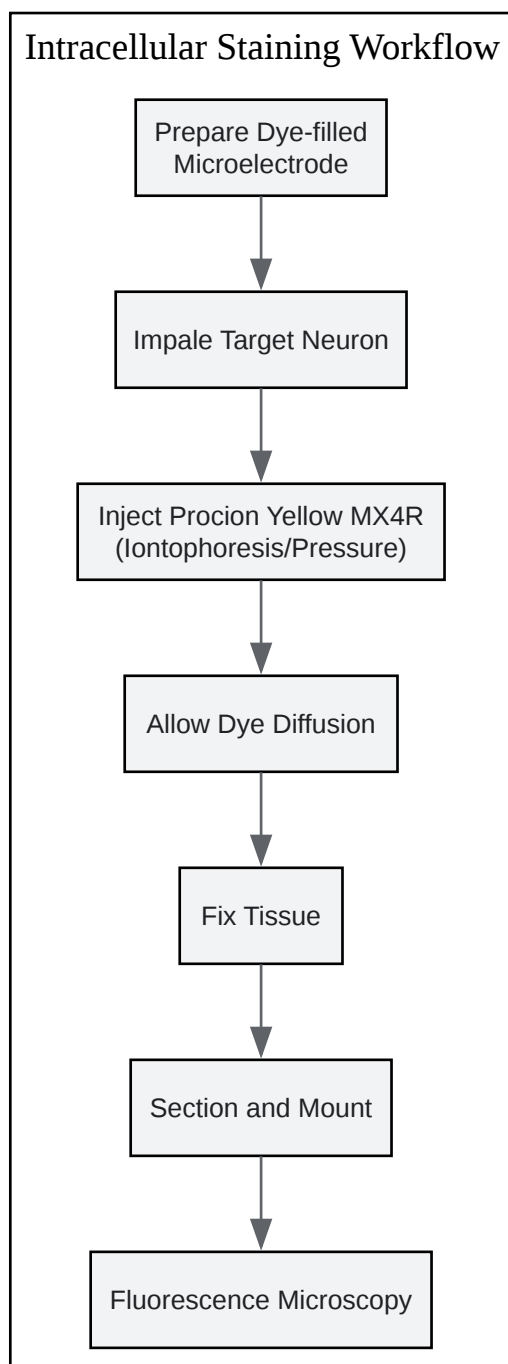 Intracellular Staining Workflow
Prepare Dye-filled
Microelectrode
Impale Target Neuron
Inject Procion Yellow MX4R
(Iontophoresis/Pressure)
Allow Dye Diffusion
Fix Tissue
Section and Mount
Fluorescence Microscopy